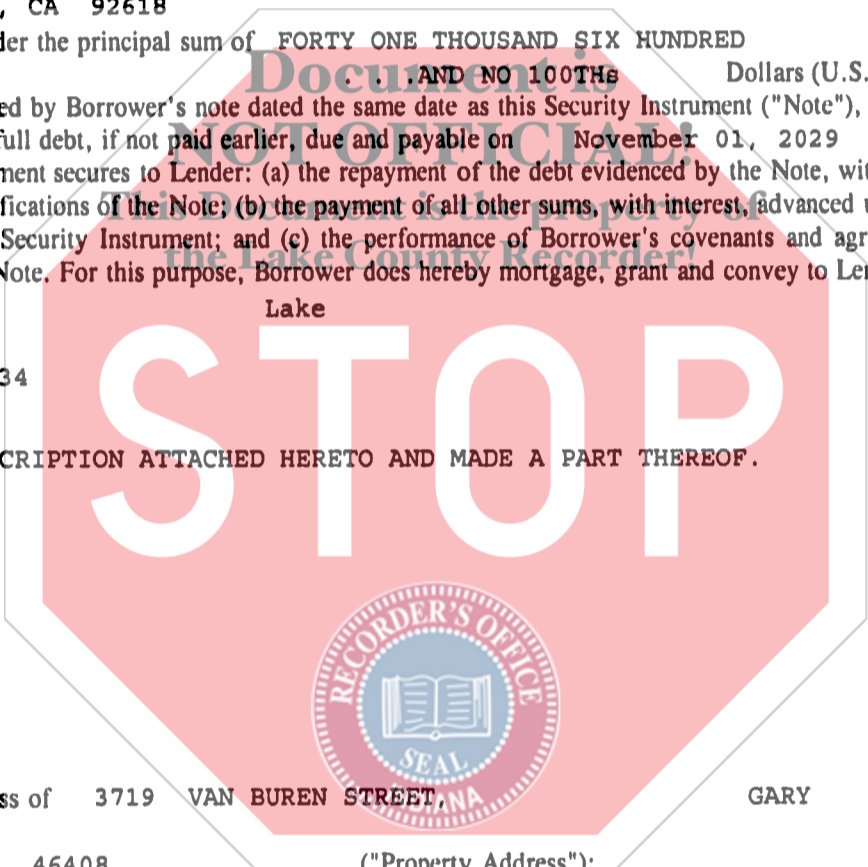 , CA 92618
der the principal sum of FORTY ONE THOUSAND SIX HUNDRED
Document is
. . .AND NO 100THs Dollars (U.S.
ed by Borrower's note dated the same date as this Security Instrument ("Note"),
full debt, if not paid earlier, due and payable on November 01, 2029
NOT OFFICIAL!
ment secures to Lender: (a) the repayment of the debt evidenced by the Note, wit
fications of the Note; (b) the payment of all other sums, with interest, advanced u
This Document is the property of
Security Instrument; and (c) the performance of Borrower's covenants and agr
the Lake County Recorder!
Note. For this purpose, Borrower does hereby mortgage, grant and convey to Len
Lake
34
STOP
CRIPTION ATTACHED HERETO AND MADE A PART THEREOF.
RECORDER'S OFFICE
SEAL
INDIANA
ss of 3719 VAN BUREN STREET, GARY
46408 ("Property Address");